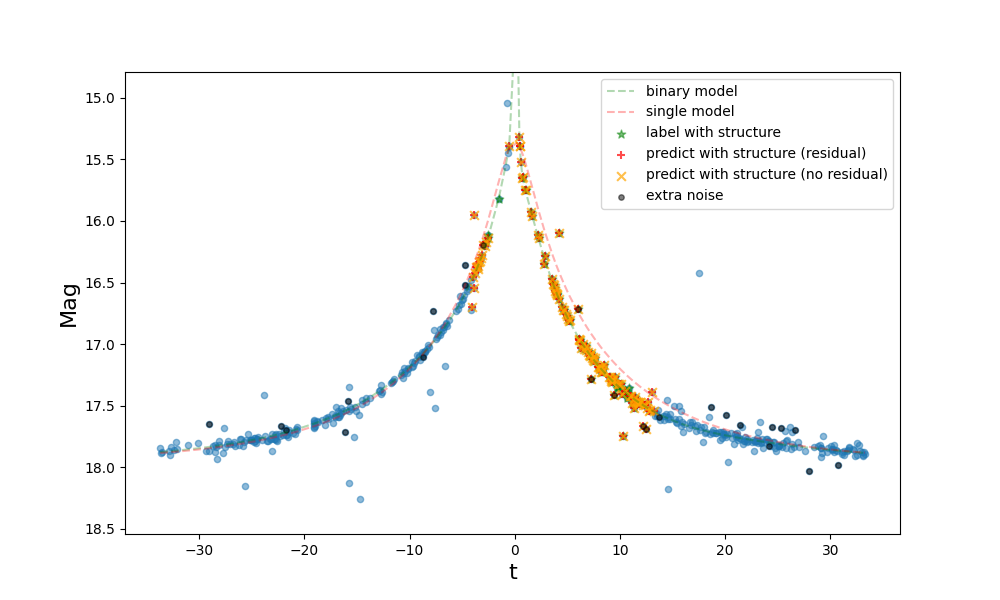 15.0
15.5
16.0
16.5
17.0
17.5
18.0
18.5
Mag
−30
−20
−10
0
10
20
30
t
binary model
single model
label with structure
predict with structure (residual)
predict with structure (no residual)
extra noise